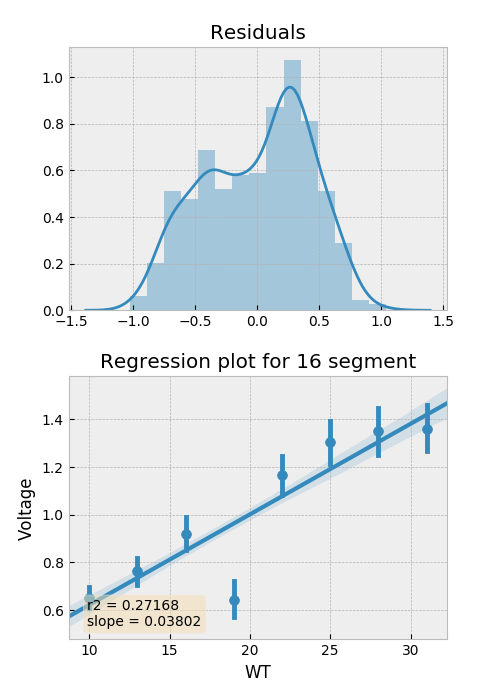 Residuals
1.0
0.8
0.6
0.4
0.2
0.0
−1.5 −1.0 −0.5 0.0 0.5 1.0 1.5
Regression plot for 16 segment
1.4
1.2
1.0
0.8
0.6
Voltage
r2 = 0.27168
slope = 0.03802
10 15 20 25 30
WT